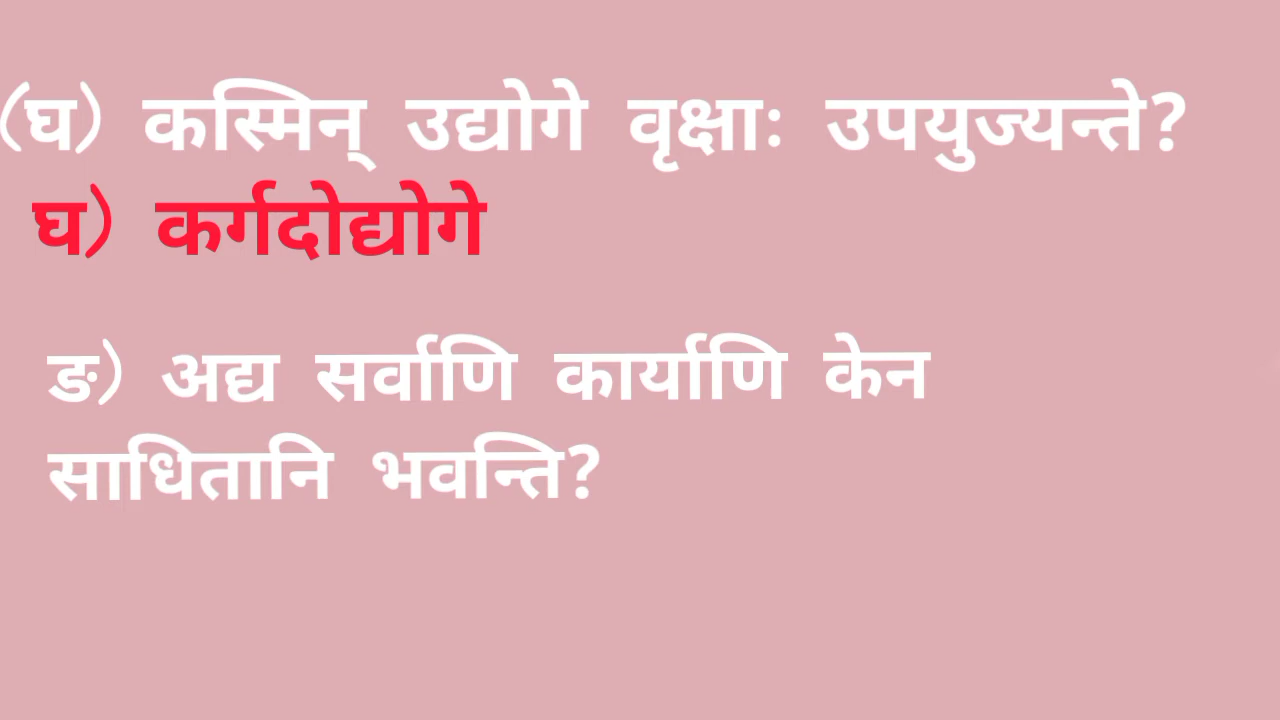 (घ) कस्मिन् उद्योगे वृक्षाः उपयुज्यन्ते?
घ) कर्गदोद्योगे
ङ) अद्य सर्वाणि कार्याणि केन
साधितानि भवन्ति?